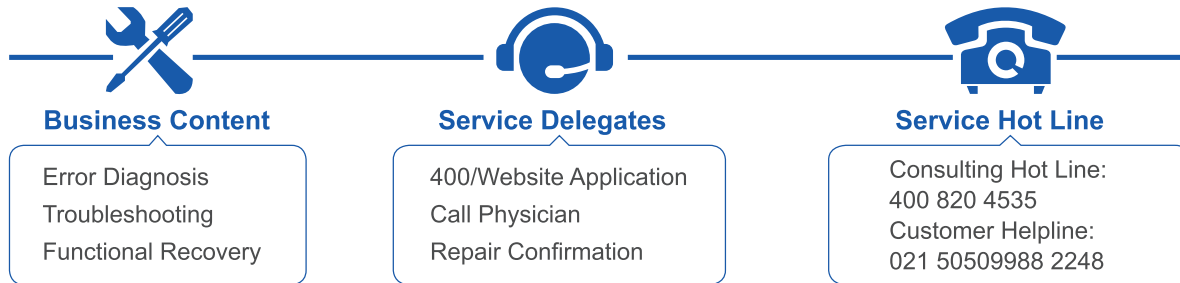 Business Content
Error Diagnosis
Troubleshooting
Functional Recovery
Service Delegates
400/Website Application
Call Physician
Repair Confirmation
Service Hot Line
Consulting Hot Line:
400 820 4535
Customer Helpline:
021 50509988 2248